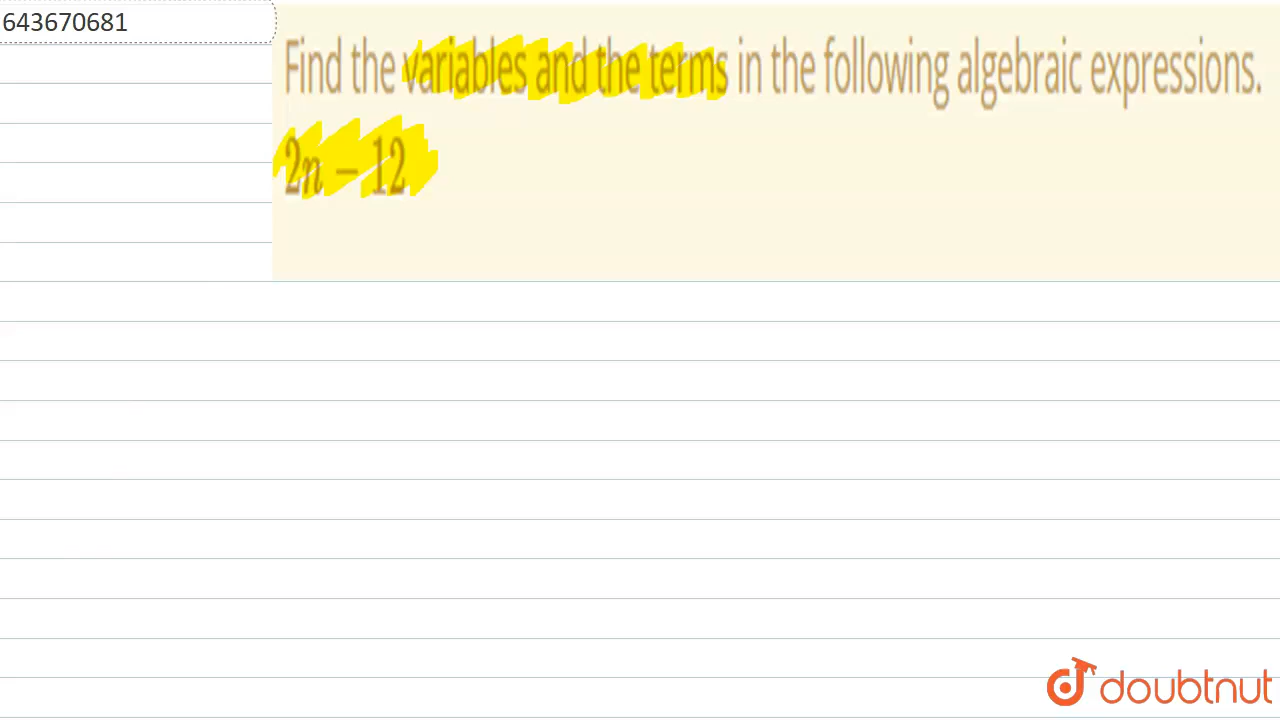 643670681
Find the variables and the terms in the following algebraic expressions.
2n − 12
doubtnut